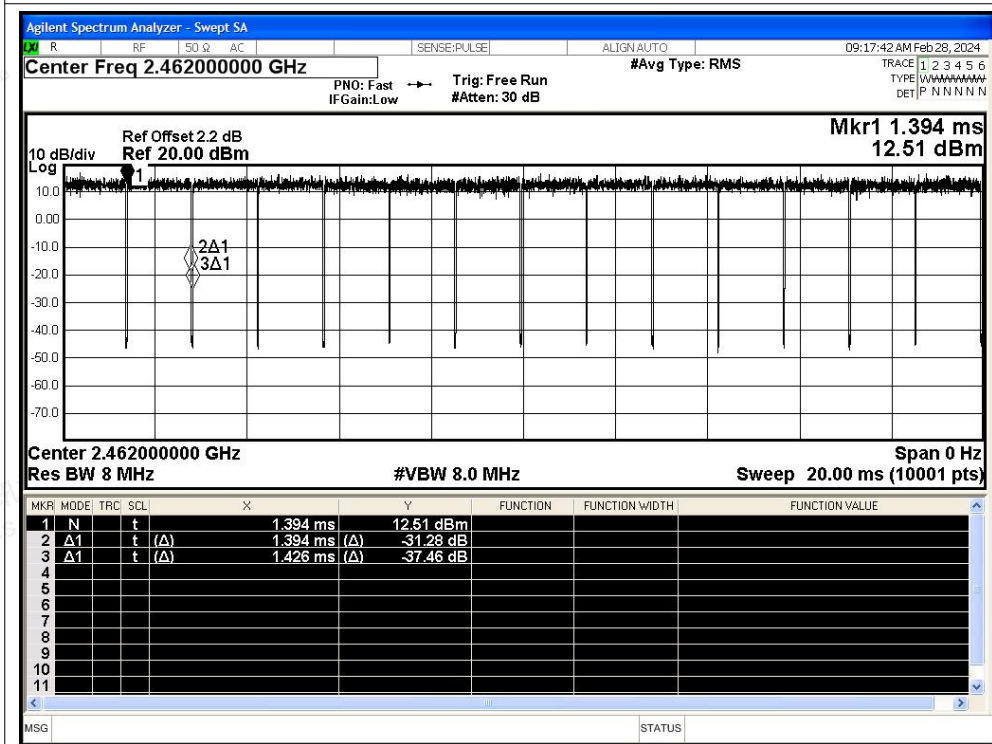 Agilent Spectrum Analyzer - Swept SA
LXI R RF 50 Ω AC SENSE:PULSE ALIGN AUTO 09:17:42 AM Feb 28, 2024
Center Freq 2.462000000 GHz
PNO: Fast
IFGain:Low
Trig: Free Run
#Atten: 30 dB
#Avg Type: RMS
TRACE 1 2 3 4 5 6
TYPE WWWWWW
DET P N N N N N
Mkr1 1.394 ms
12.51 dBm
Ref Offset 2.2 dB
10 dB/div Ref 20.00 dBm
Log
1
10.0
0.00
-10.0
2Δ1
3Δ1
-20.0
-30.0
-40.0
-50.0
-60.0
-70.0
Center 2.462000000 GHz Span 0 Hz
Res BW 8 MHz #VBW 8.0 MHz Sweep 20.00 ms (10001 pts)
MKR MODE TRC SCL X Y FUNCTION FUNCTION WIDTH FUNCTION VALUE
1 N t 1.394 ms 12.51 dBm
2 Δ1 t (Δ) 1.394 ms (Δ) -31.28 dB
3 Δ1 t (Δ) 1.426 ms (Δ) -37.46 dB
4
5
6
7
8
9
10
11
MSG STATUS